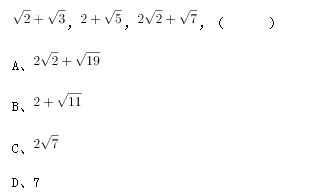 √2 + √3, 2 + √5, 2√2 + √7, (      )
A、2√2 + √19
B、2 + √11
C、2√7
D、7